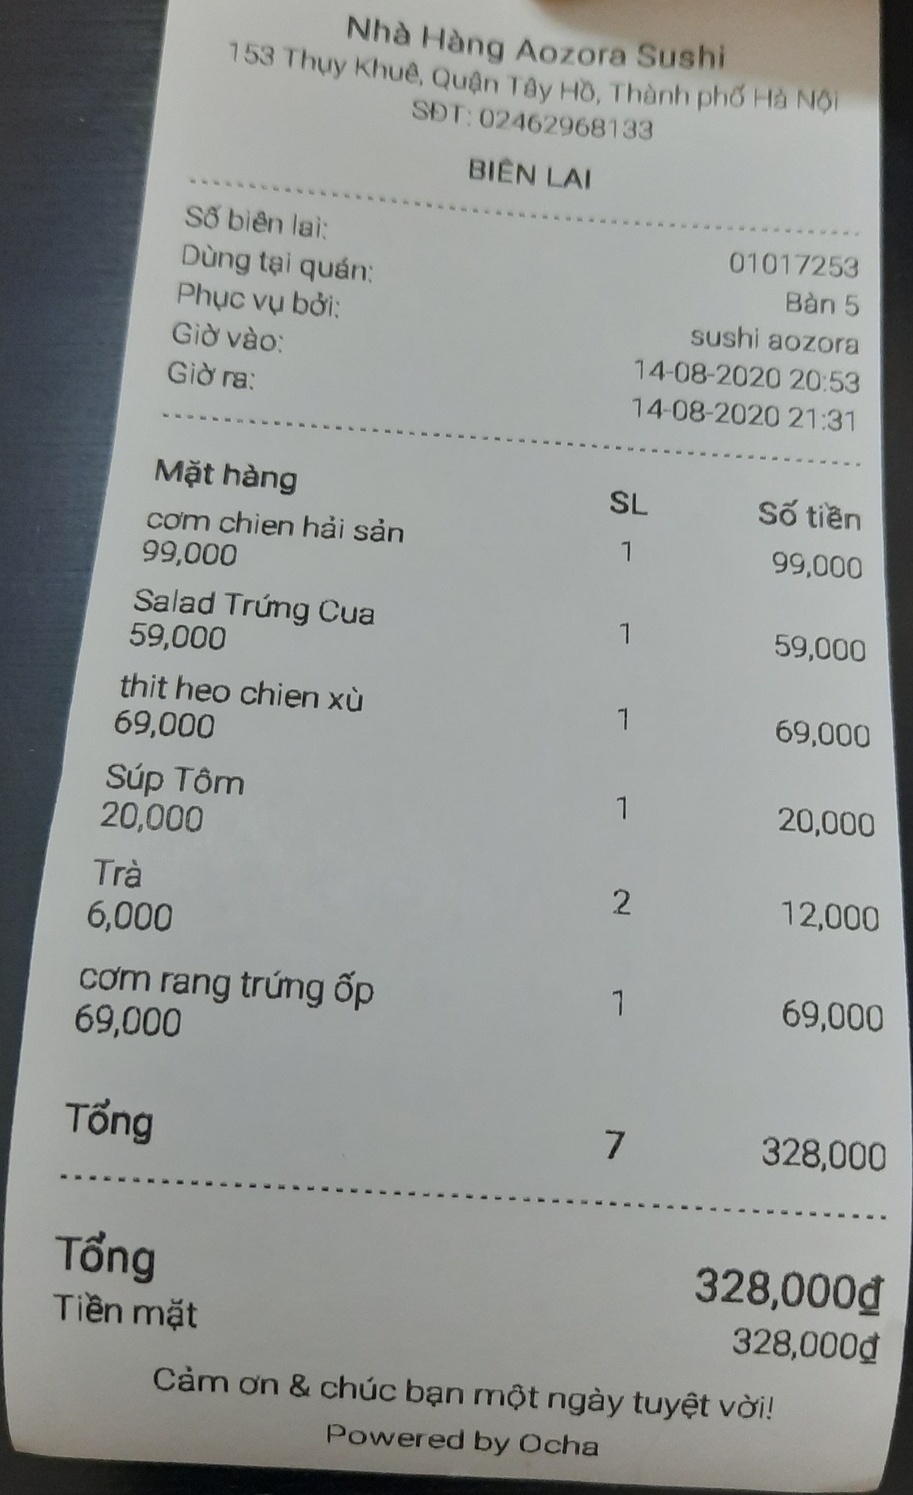 Nhà Hàng Aozora Sushi
153 Thụy Khuê, Quận Tây Hồ, Thành phố Hà Nội
SĐT: 02462968133
BIÊN LAI
Số biên lai: 01017253
Dùng tại quán: Bàn 5
Phục vụ bởi: sushi aozora
Giờ vào: 14-08-2020 20:53
Giờ ra: 14-08-2020 21:31
Mặt hàng SL Số tiền
cơm chien hải sản
99,000 1 99,000
Salad Trứng Cua
59,000 1 59,000
thit heo chien xù
69,000 1 69,000
Súp Tôm
20,000 1 20,000
Trà
6,000 2 12,000
cơm rang trứng ốp
69,000 1 69,000
Tổng 7 328,000
Tổng 328,000₫
Tiền mặt 328,000₫
Cảm ơn & chúc bạn một ngày tuyệt vời!
Powered by Ocha